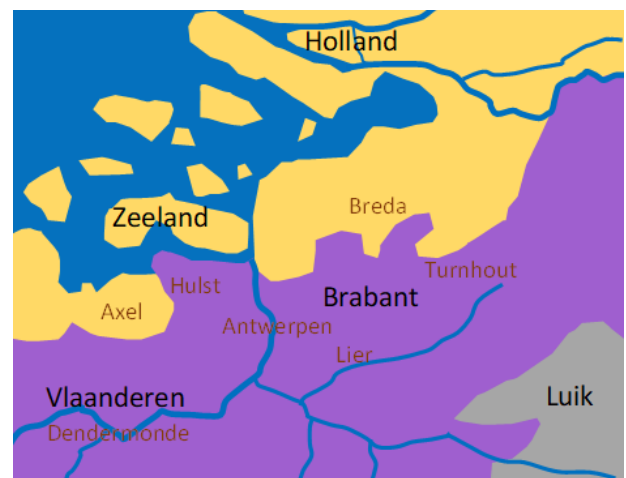 Holland
Breda
Zeeland
Turnhout
Hulst
Brabant
Axel
Antwerpen
Lier
Vlaanderen
Luik
Dendermonde